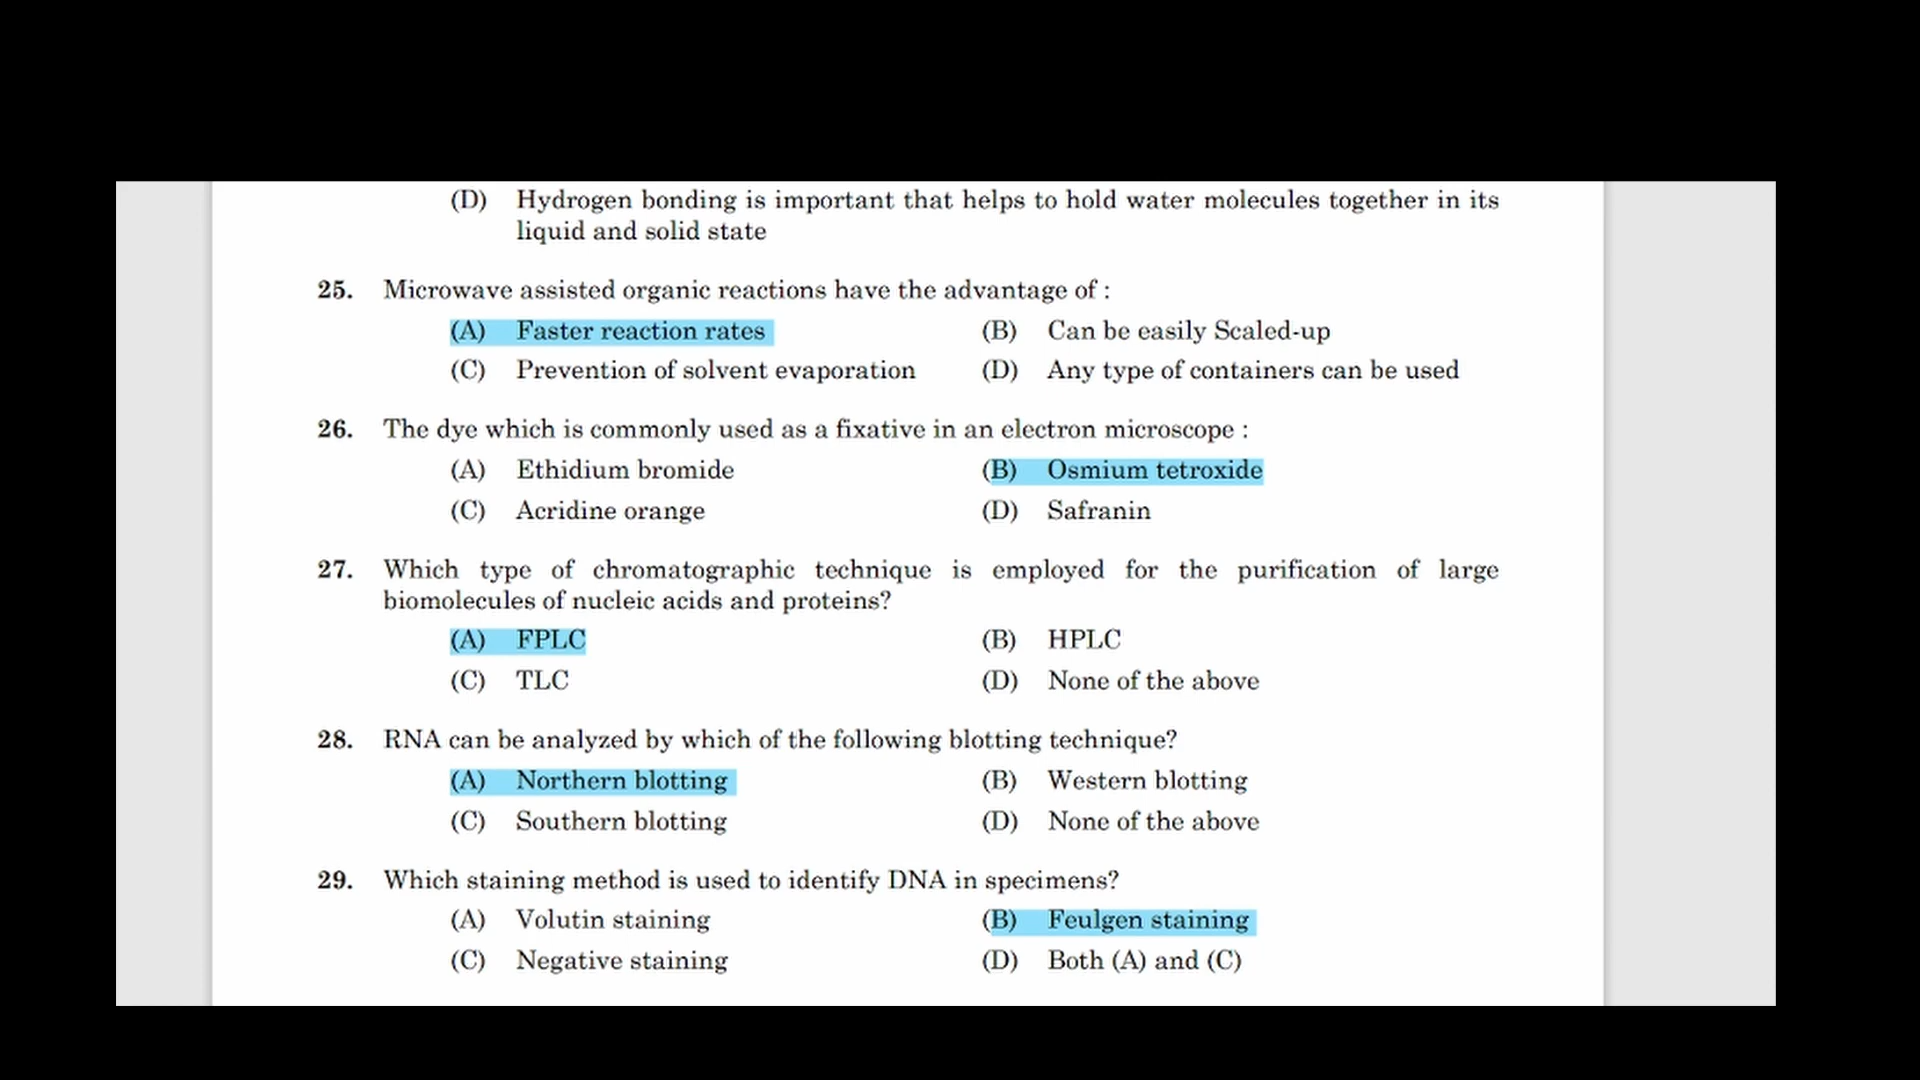 (D) Hydrogen bonding is important that helps to hold water molecules together in its
liquid and solid state
25. Microwave assisted organic reactions have the advantage of :
(A) Faster reaction rates (B) Can be easily Scaled-up
(C) Prevention of solvent evaporation (D) Any type of containers can be used
26. The dye which is commonly used as a fixative in an electron microscope :
(A) Ethidium bromide (B) Osmium tetroxide
(C) Acridine orange (D) Safranin
27. Which type of chromatographic technique is employed for the purification of large
biomolecules of nucleic acids and proteins?
(A) FPLC (B) HPLC
(C) TLC (D) None of the above
28. RNA can be analyzed by which of the following blotting technique?
(A) Northern blotting (B) Western blotting
(C) Southern blotting (D) None of the above
29. Which staining method is used to identify DNA in specimens?
(A) Volutin staining (B) Feulgen staining
(C) Negative staining (D) Both (A) and (C)